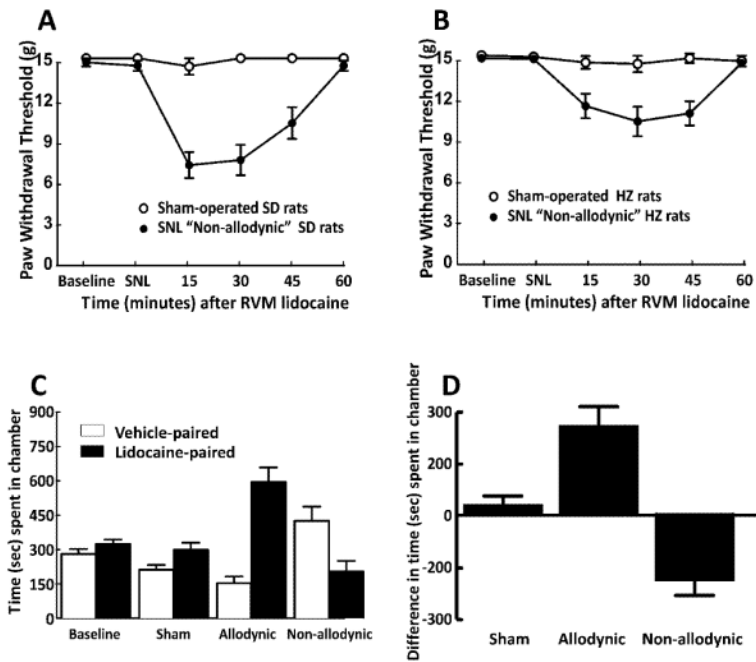 A
Paw Withdrawal Threshold (g)
15
12
9
6
3
0
Sham-operated SD rats
SNL "Non-allodynic" SD rats
Baseline SNL 15 30 45 60
Time (minutes) after RVM lidocaine
B
Paw Withdrawal Threshold (g)
15
12
9
6
3
0
Sham-operated HZ rats
SNL "Non-allodynic" HZ rats
Baseline SNL 15 30 45 60
Time (minutes) after RVM lidocaine
C
Time (sec) spent in chamber
900
750
600
450
300
150
0
Vehicle-paired
Lidocaine-paired
Baseline Sham Allodynic Non-allodynic
D
Difference in time (sec) spent in chamber
300
200
0
-200
-300
Sham Allodynic Non-allodynic